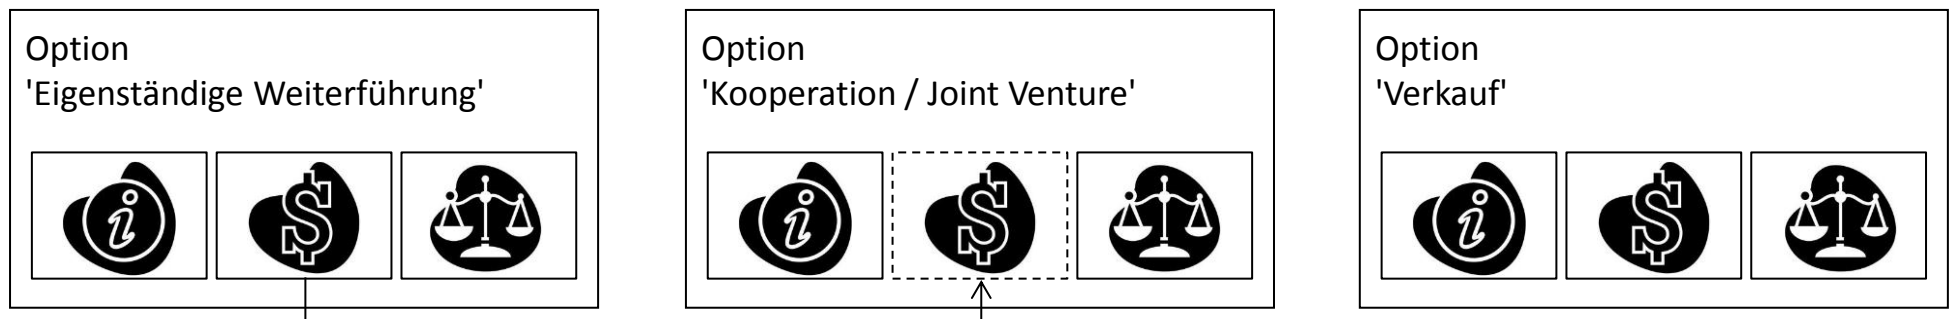 Option
'Eigenständige Weiterführung'
i
$
Option
'Kooperation / Joint Venture'
i
$
Option
'Verkauf'
i
$